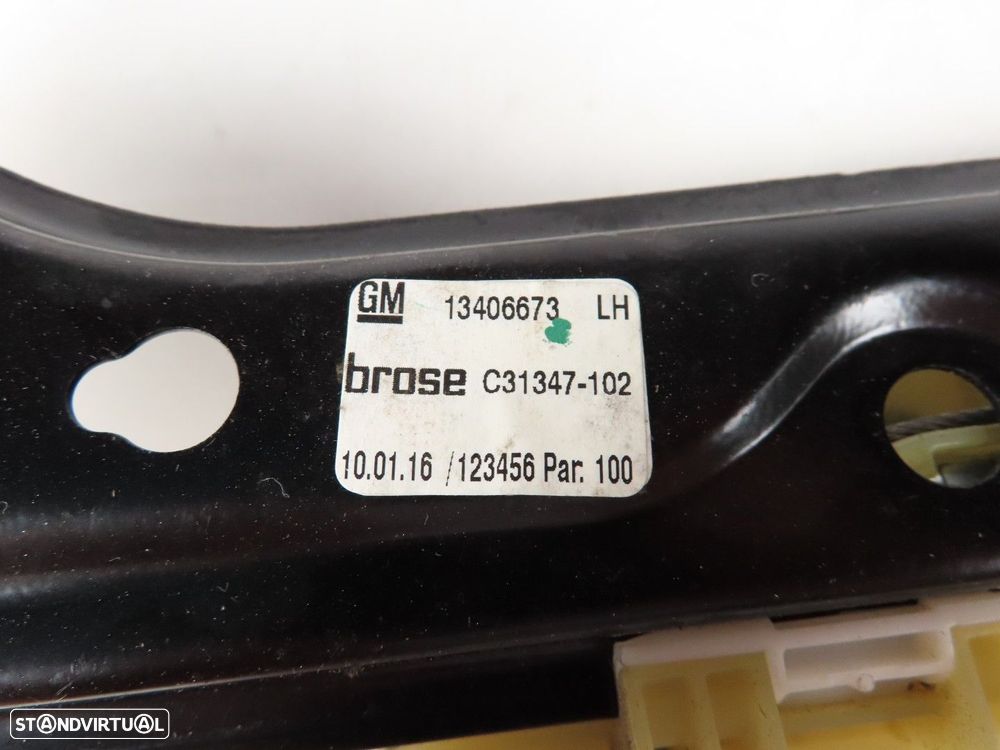 GM 13406673 LH
brose C31347-102
10.01.16 /123456 Par. 100
STANDVIRTUAL